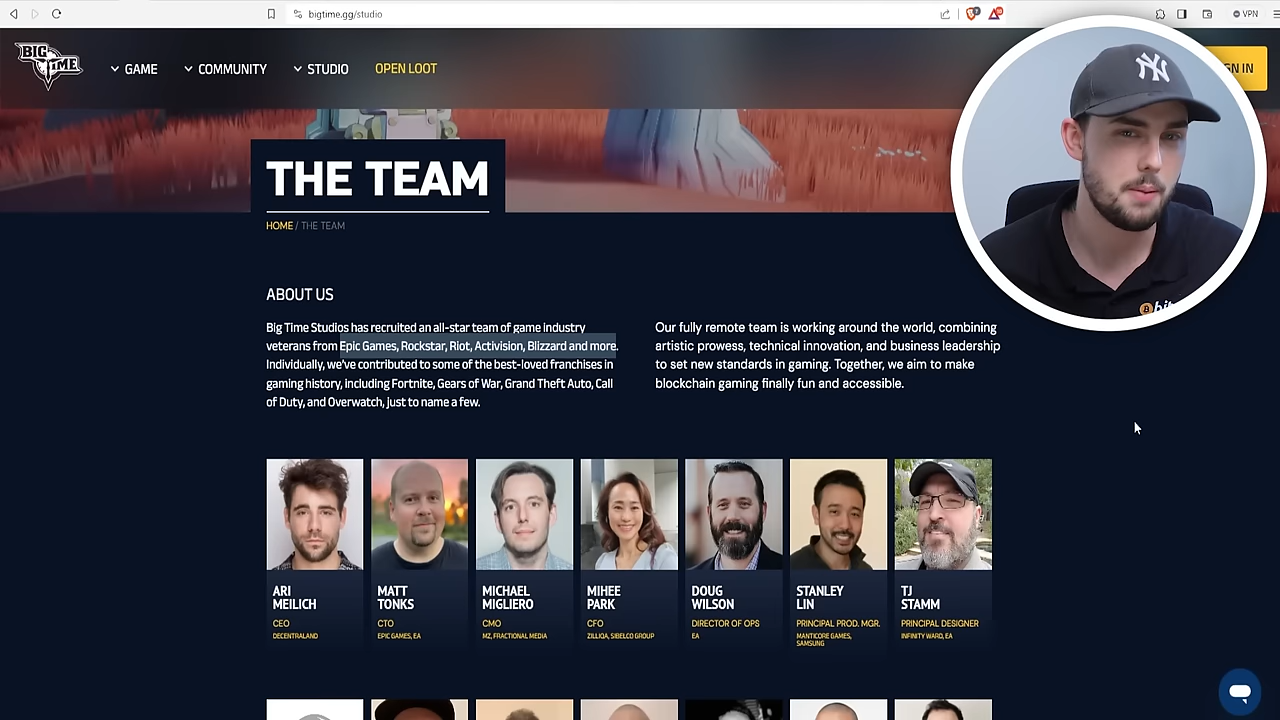 bigtime.gg/studio
VPN
BIG
TIME
GAME
COMMUNITY
STUDIO
OPEN LOOT
GN IN
NY
bit
THE TEAM
HOME / THE TEAM
ABOUT US
Big Time Studios has recruited an all-star team of game industry
veterans from Epic Games, Rockstar, Riot, Activision, Blizzard and more.
Individually, we've contributed to some of the best-loved franchises in
gaming history, including Fortnite, Gears of War, Grand Theft Auto, Call
of Duty, and Overwatch, just to name a few.
Our fully remote team is working around the world, combining
artistic prowess, technical innovation, and business leadership
to set new standards in gaming. Together, we aim to make
blockchain gaming finally fun and accessible.
ARI
MEILICH
CEO
DECENTRALAND
MATT
TONKS
CTO
EPIC GAMES, EA
MICHAEL
MIGLIERO
CMO
MZ, FRACTIONAL MEDIA
MIHEE
PARK
CFO
ZILLIQA, SIBELCO GROUP
DOUG
WILSON
DIRECTOR OF OPS
EA
STANLEY
LIN
PRINCIPAL PROD. MGR.
MANTICORE GAMES,
SAMSUNG
TJ
STAMM
PRINCIPAL DESIGNER
INFINITY WARD, EA